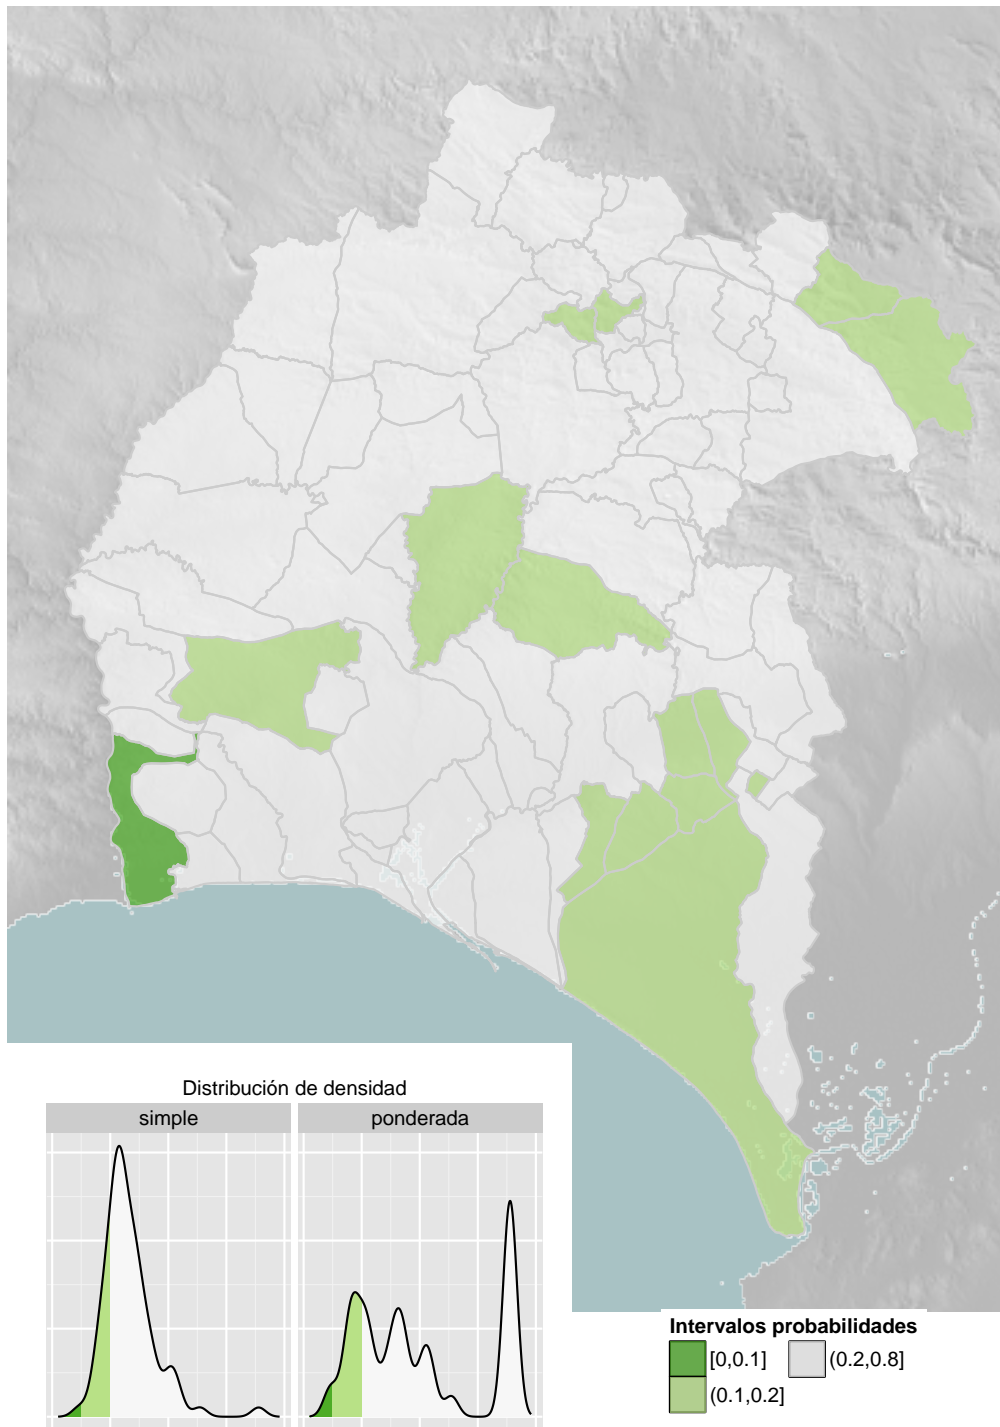 Distribución de densidad
simple
ponderada
Intervalos probabilidades
[0,0.1]
(0.2,0.8]
(0.1,0.2]